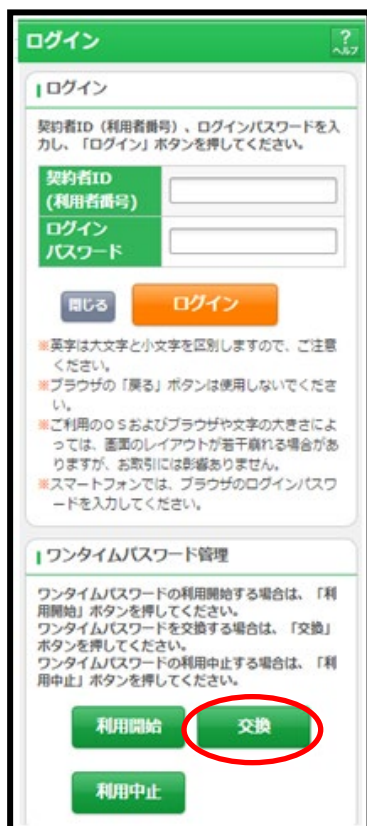 ログイン
?
ヘルプ
ログイン
契約者ID（利用者番号）、ログインパスワードを入
力し、「ログイン」ボタンを押してください。
契約者ID
(利用者番号)
ログイン
パスワード
閉じる
ログイン
※英字は大文字と小文字を区別しますので、ご注意
ください。
※ブラウザの「戻る」ボタンは使用しないでくださ
い。
※ご利用のＯＳおよびブラウザや文字の大きさによ
っては、画面のレイアウトが若干崩れる場合があ
りますが、お取引には影響ありません。
※スマートフォンでは、ブラウザのログインパスワ
ードを入力してください。
ワンタイムパスワード管理
ワンタイムパスワードの利用開始する場合は、「利
用開始」ボタンを押してください。
ワンタイムパスワードを交換する場合は、「交換」
ボタンを押してください。
ワンタイムパスワードの利用中止する場合は、「利
用中止」ボタンを押してください。
利用開始
交換
利用中止